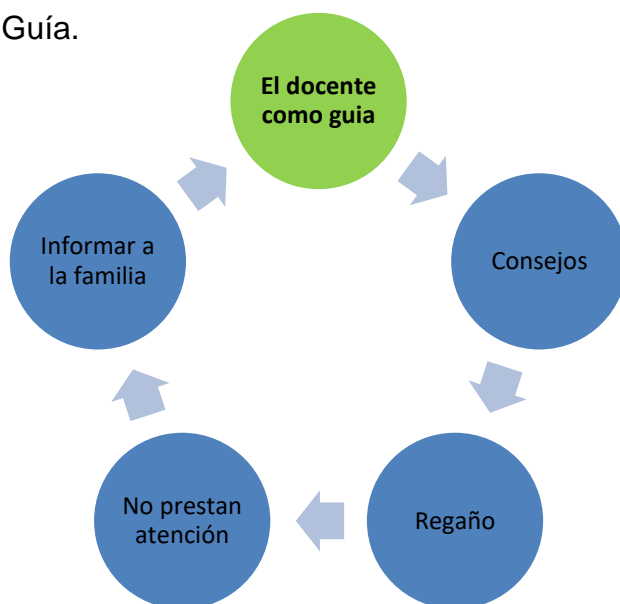 Guía.
El docente
como guia
Consejos
Regaño
No prestan
atención
Informar a
la familia